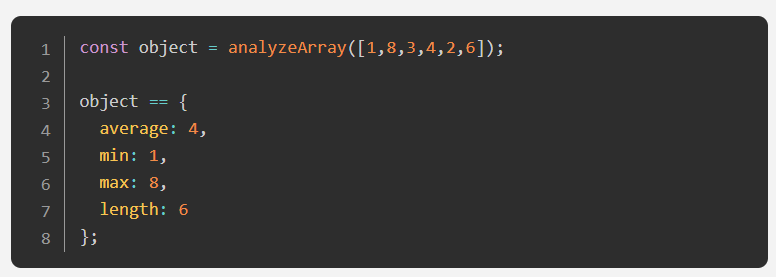 1 const object = analyzeArray([1,8,3,4,2,6]);
2
3 object == {
4   average: 4,
5   min: 1,
6   max: 8,
7   length: 6
8 };